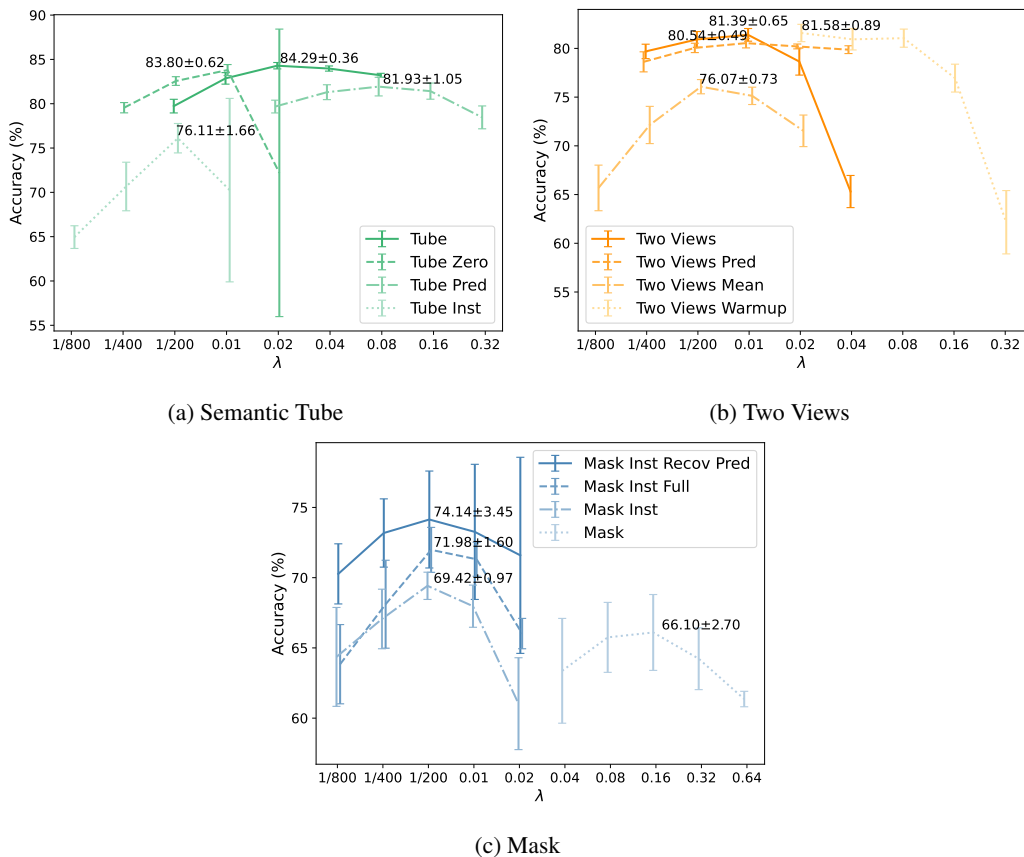 90
85
80
75
70
65
60
55
Accuracy (%)
83.80±0.62
84.29±0.36
81.93±1.05
76.11±1.66
Tube
Tube Zero
Tube Pred
Tube Inst
1/800 1/400 1/200 0.01 0.02 0.04 0.08 0.16 0.32
λ
(a) Semantic Tube
80
75
70
65
60
55
Accuracy (%)
81.39±0.65
80.54±0.49
81.58±0.89
76.07±0.73
Two Views
Two Views Pred
Two Views Mean
Two Views Warmup
1/800 1/400 1/200 0.01 0.02 0.04 0.08 0.16 0.32
λ
(b) Two Views
75
70
65
60
Accuracy (%)
Mask Inst Recov Pred
Mask Inst Full
Mask Inst
Mask
74.14±3.45
71.98±1.60
69.42±0.97
66.10±2.70
1/800 1/400 1/200 0.01 0.02 0.04 0.08 0.16 0.32 0.64
λ
(c) Mask